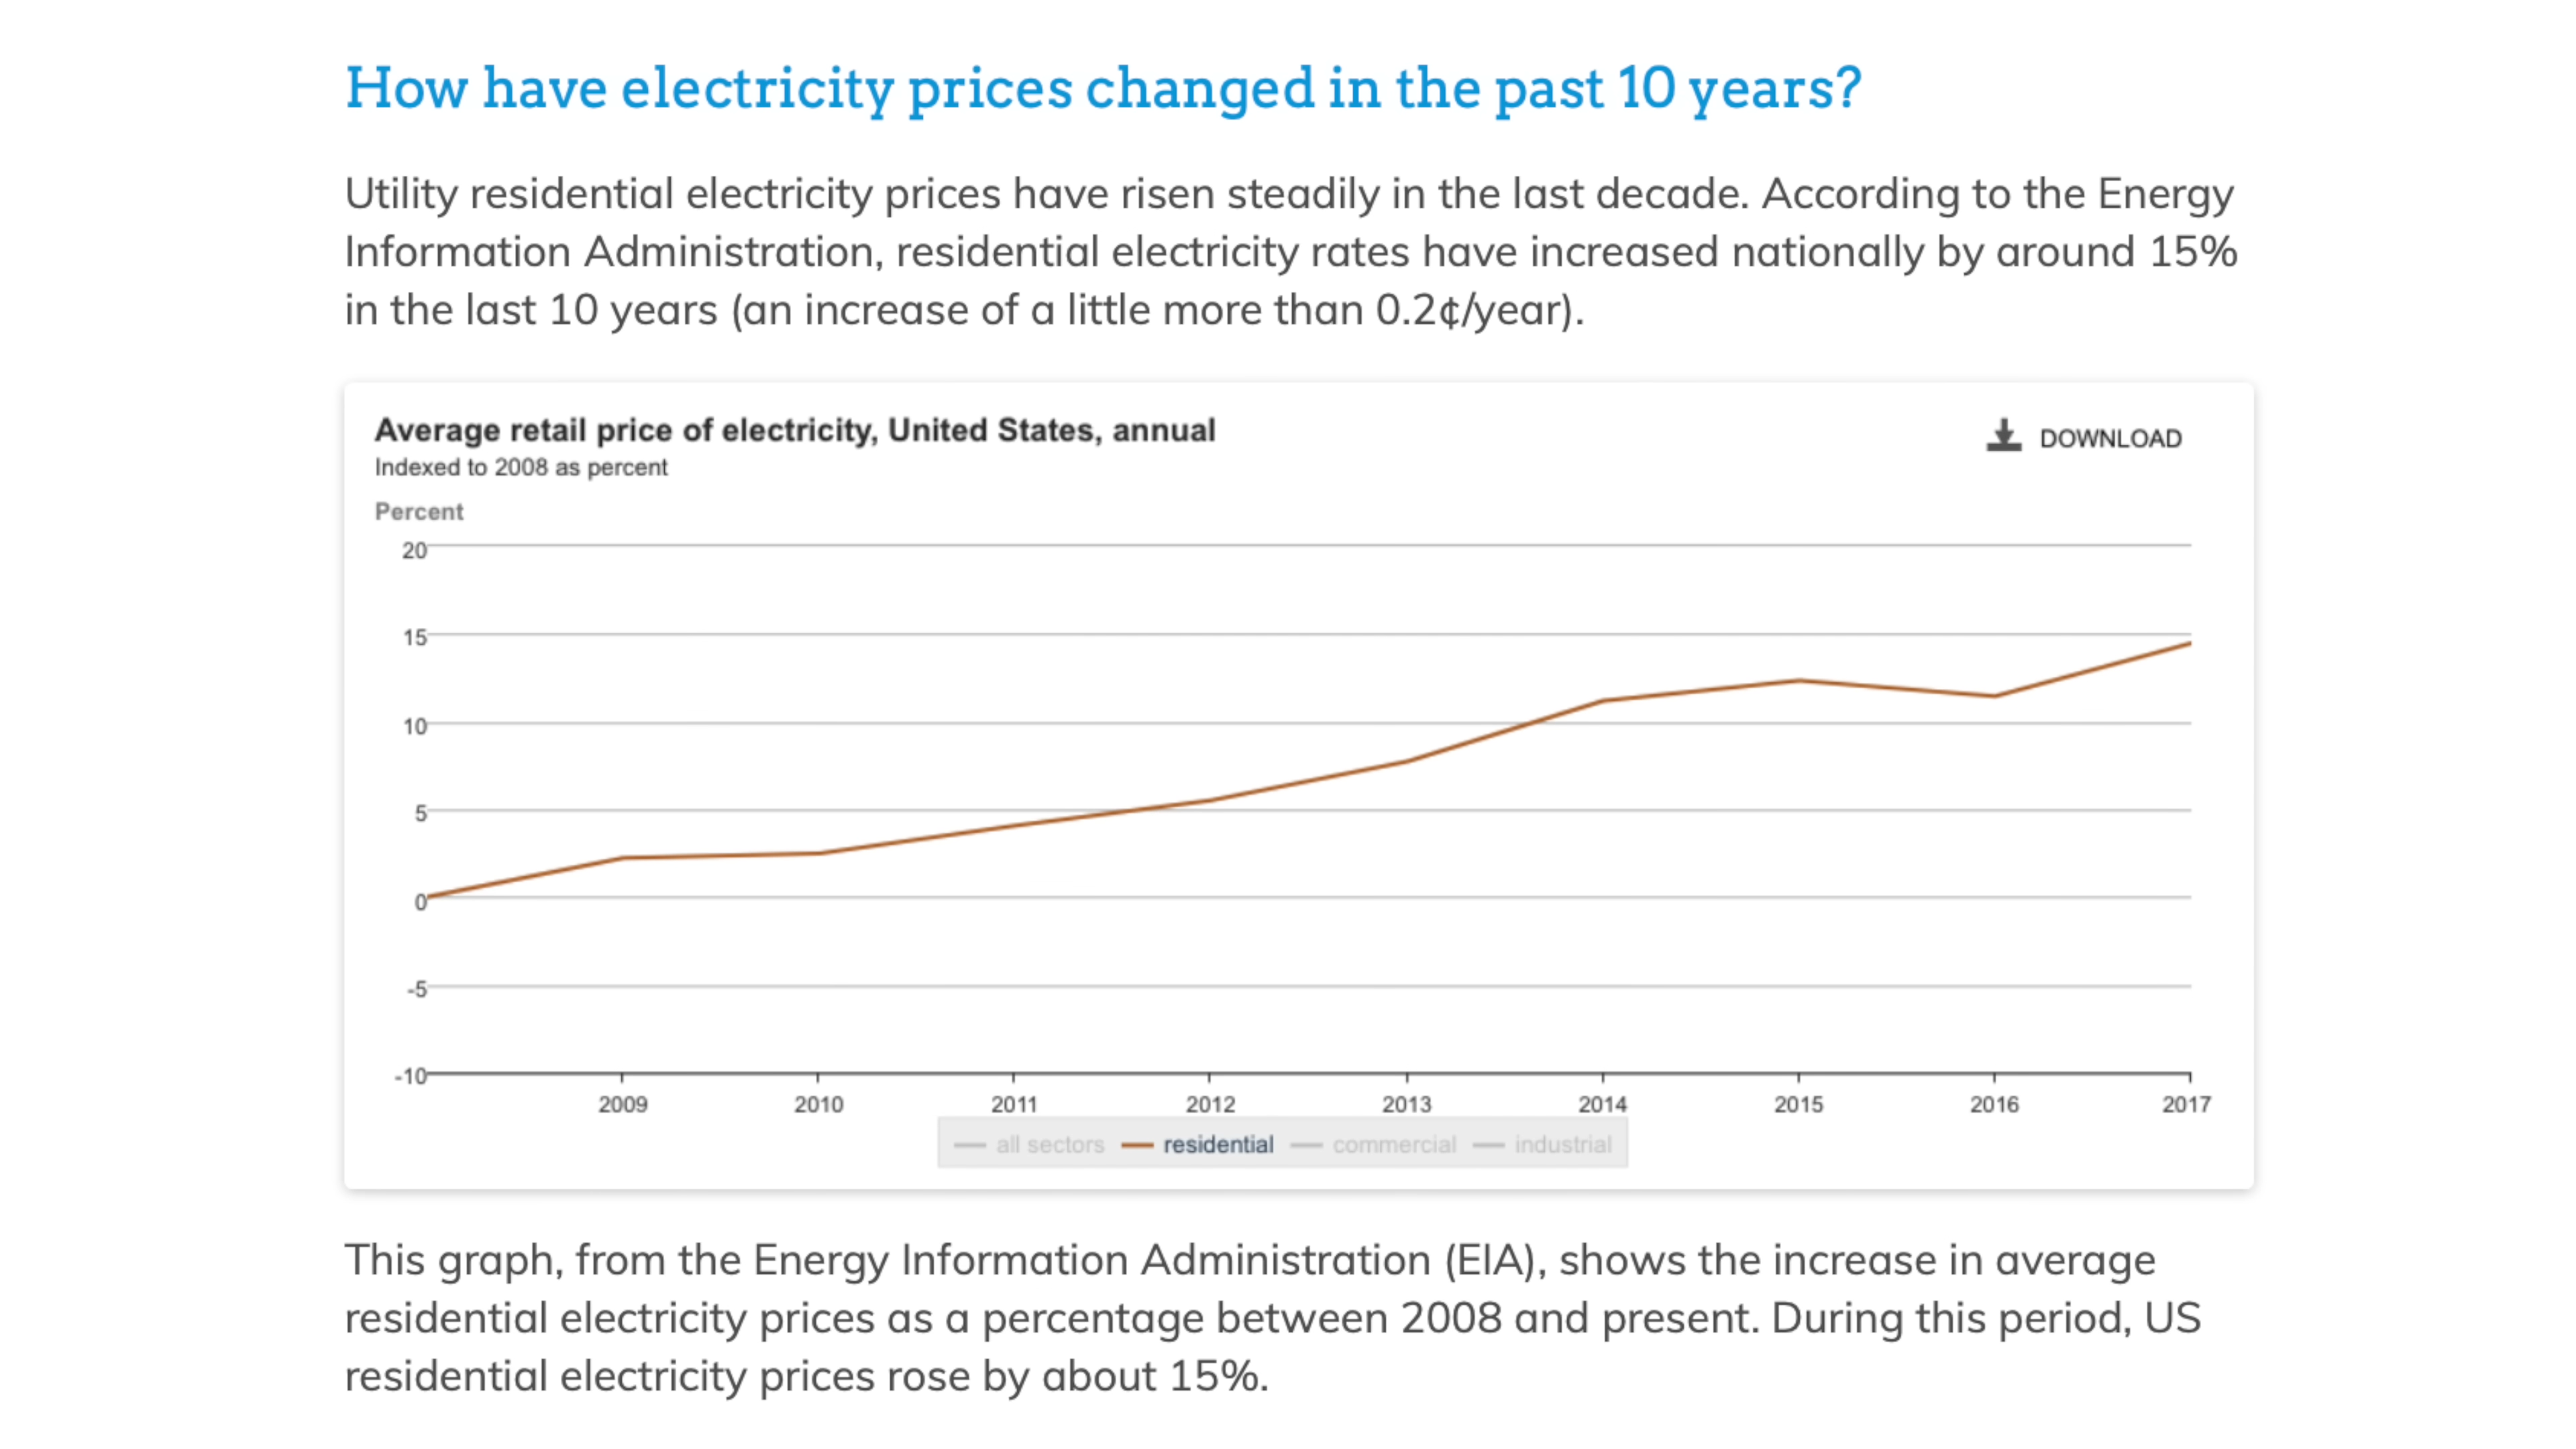 How have electricity prices changed in the past 10 years?
Utility residential electricity prices have risen steadily in the last decade. According to the Energy
Information Administration, residential electricity rates have increased nationally by around 15%
in the last 10 years (an increase of a little more than 0.2¢/year).
Average retail price of electricity, United States, annual
DOWNLOAD
Indexed to 2008 as percent
Percent
20
15
10
5
0
-5
-10
2009 2010 2011 2012 2013 2014 2015 2016 2017
all sectors residential commercial industrial
This graph, from the Energy Information Administration (EIA), shows the increase in average
residential electricity prices as a percentage between 2008 and present. During this period, US
residential electricity prices rose by about 15%.